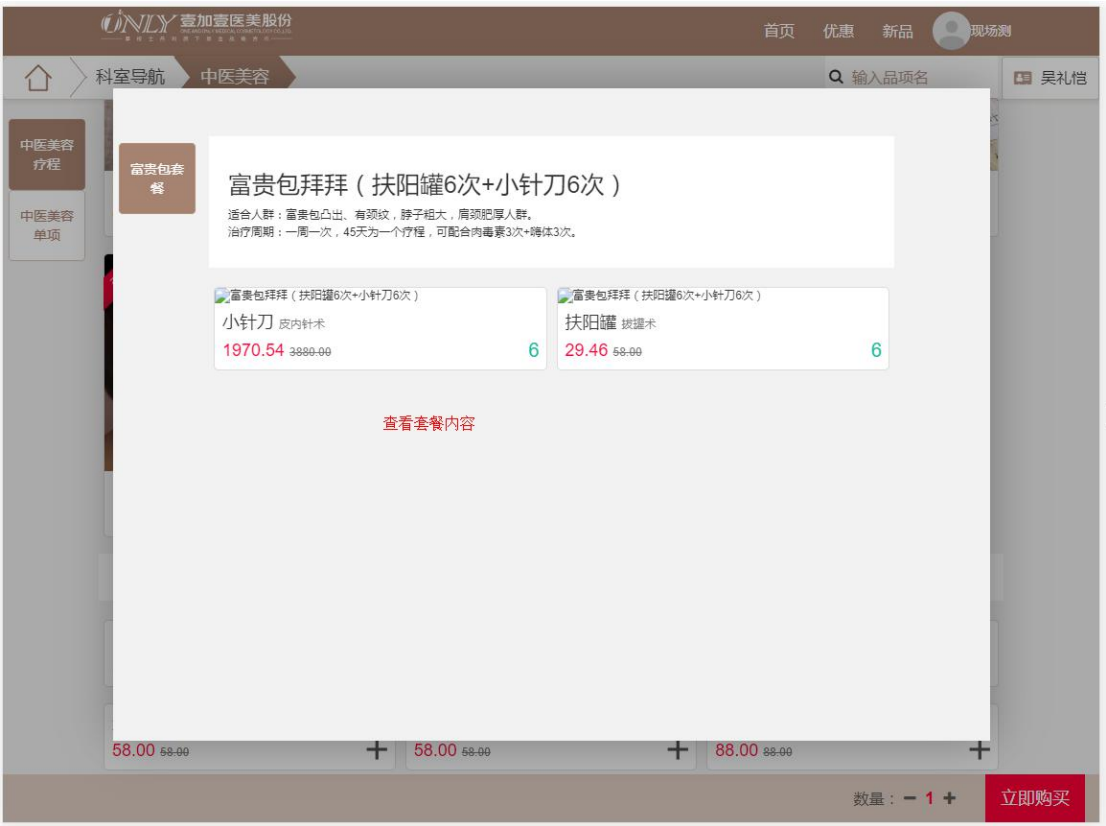 ONLY 壹加壹医美股份
首页 优惠 新品 现场测
科室导航 中医美容 输入品项名 吴礼恺
中医美容
疗程
中医美容
单项
富贵包套
餐
富贵包拜拜（扶阳罐6次+小针刀6次）
适合人群：富贵包凸出、有颈纹，脖子粗大，肩颈肥厚人群。
治疗周期：一周一次，45天为一个疗程，可配合肉毒素3次+嗨体3次。
富贵包拜拜（扶阳罐6次+小针刀6次） 富贵包拜拜（扶阳罐6次+小针刀6次）
小针刀 皮内针术 扶阳罐 拔罐术
1970.54 3880.00 6 29.46 58.00 6
查看套餐内容
58.00 58.00 58.00 58.00 88.00 88.00
数量： 1 立即购买